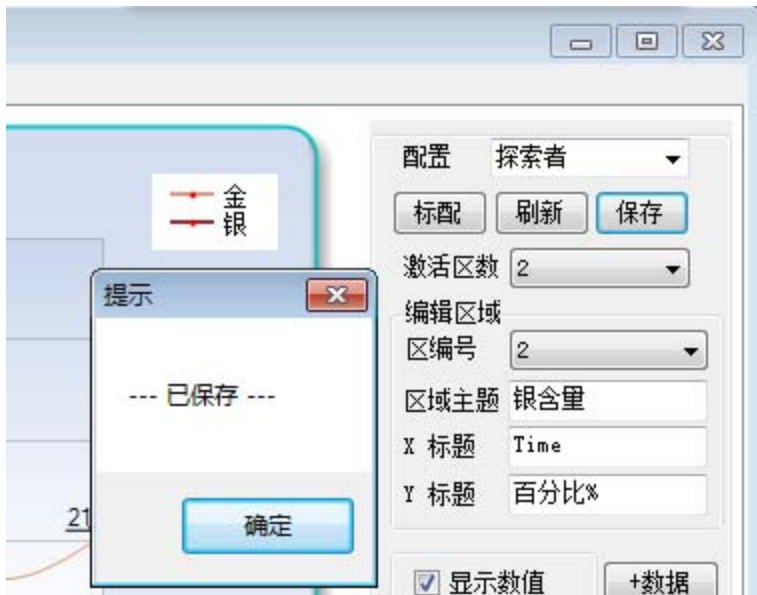 金
银
21
提示
--- 已保存 ---
确定
配置 探索者
标配 刷新 保存
激活区数 2
编辑区域
区编号 2
区域主题 银含量
X 标题 Time
Y 标题 百分比%
显示数值 +数据